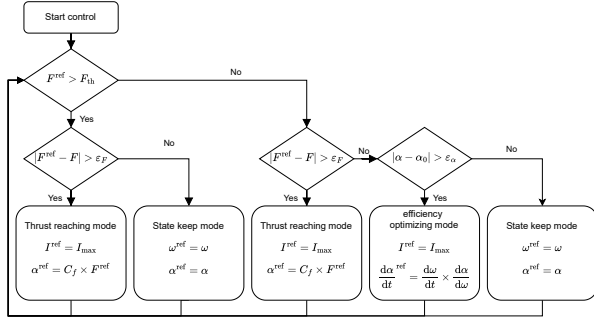 Start control
F^ref > F_th
No
Yes
|F^ref − F| > ε_F
No
Yes
|F^ref − F| > ε_F
No
Yes
|α − α_0| > ε_α
No
Yes
Thrust reaching mode
I^ref = I_max
α^ref = C_f × F^ref
State keep mode
ω^ref = ω
α^ref = α
Thrust reaching mode
I^ref = I_max
α^ref = C_f × F^ref
efficiency
optimizing mode
I^ref = I_max
dα/dt^ref = dω/dt × dα/dω
State keep mode
ω^ref = ω
α^ref = α